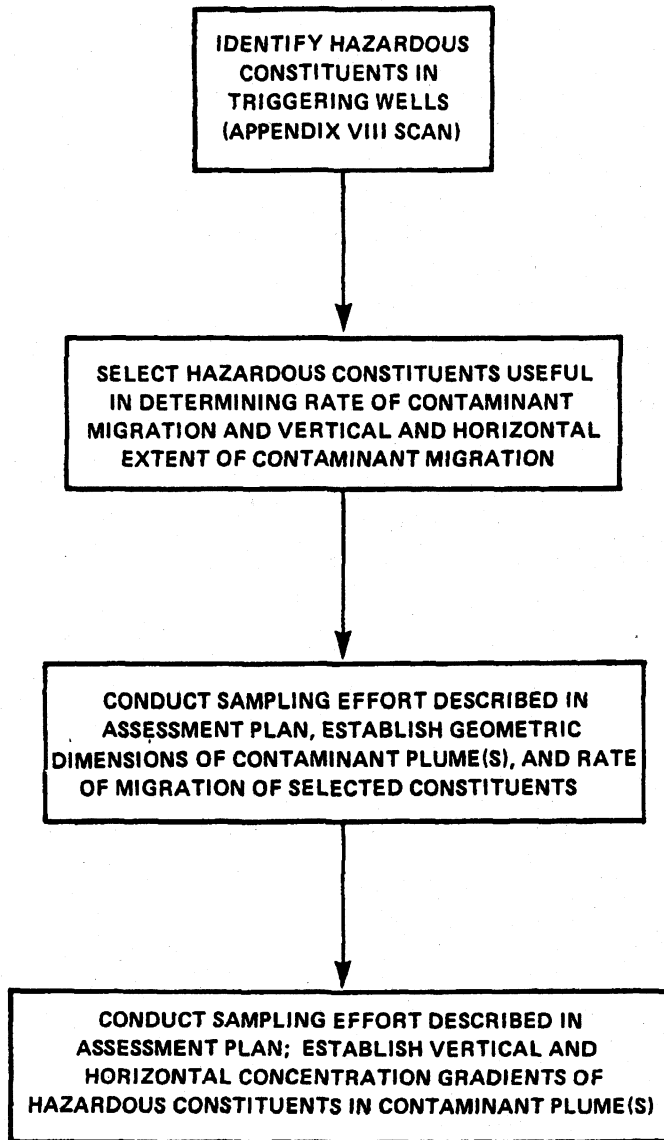 IDENTIFY HAZARDOUS
CONSTITUENTS IN
TRIGGERING WELLS
(APPENDIX VIII SCAN)
SELECT HAZARDOUS CONSTITUENTS USEFUL
IN DETERMINING RATE OF CONTAMINANT
MIGRATION AND VERTICAL AND HORIZONTAL
EXTENT OF CONTAMINANT MIGRATION
CONDUCT SAMPLING EFFORT DESCRIBED IN
ASSESSMENT PLAN, ESTABLISH GEOMETRIC
DIMENSIONS OF CONTAMINANT PLUME(S), AND RATE
OF MIGRATION OF SELECTED CONSTITUENTS
CONDUCT SAMPLING EFFORT DESCRIBED IN
ASSESSMENT PLAN; ESTABLISH VERTICAL AND
HORIZONTAL CONCENTRATION GRADIENTS OF
HAZARDOUS CONSTITUENTS IN CONTAMINANT PLUME(S)